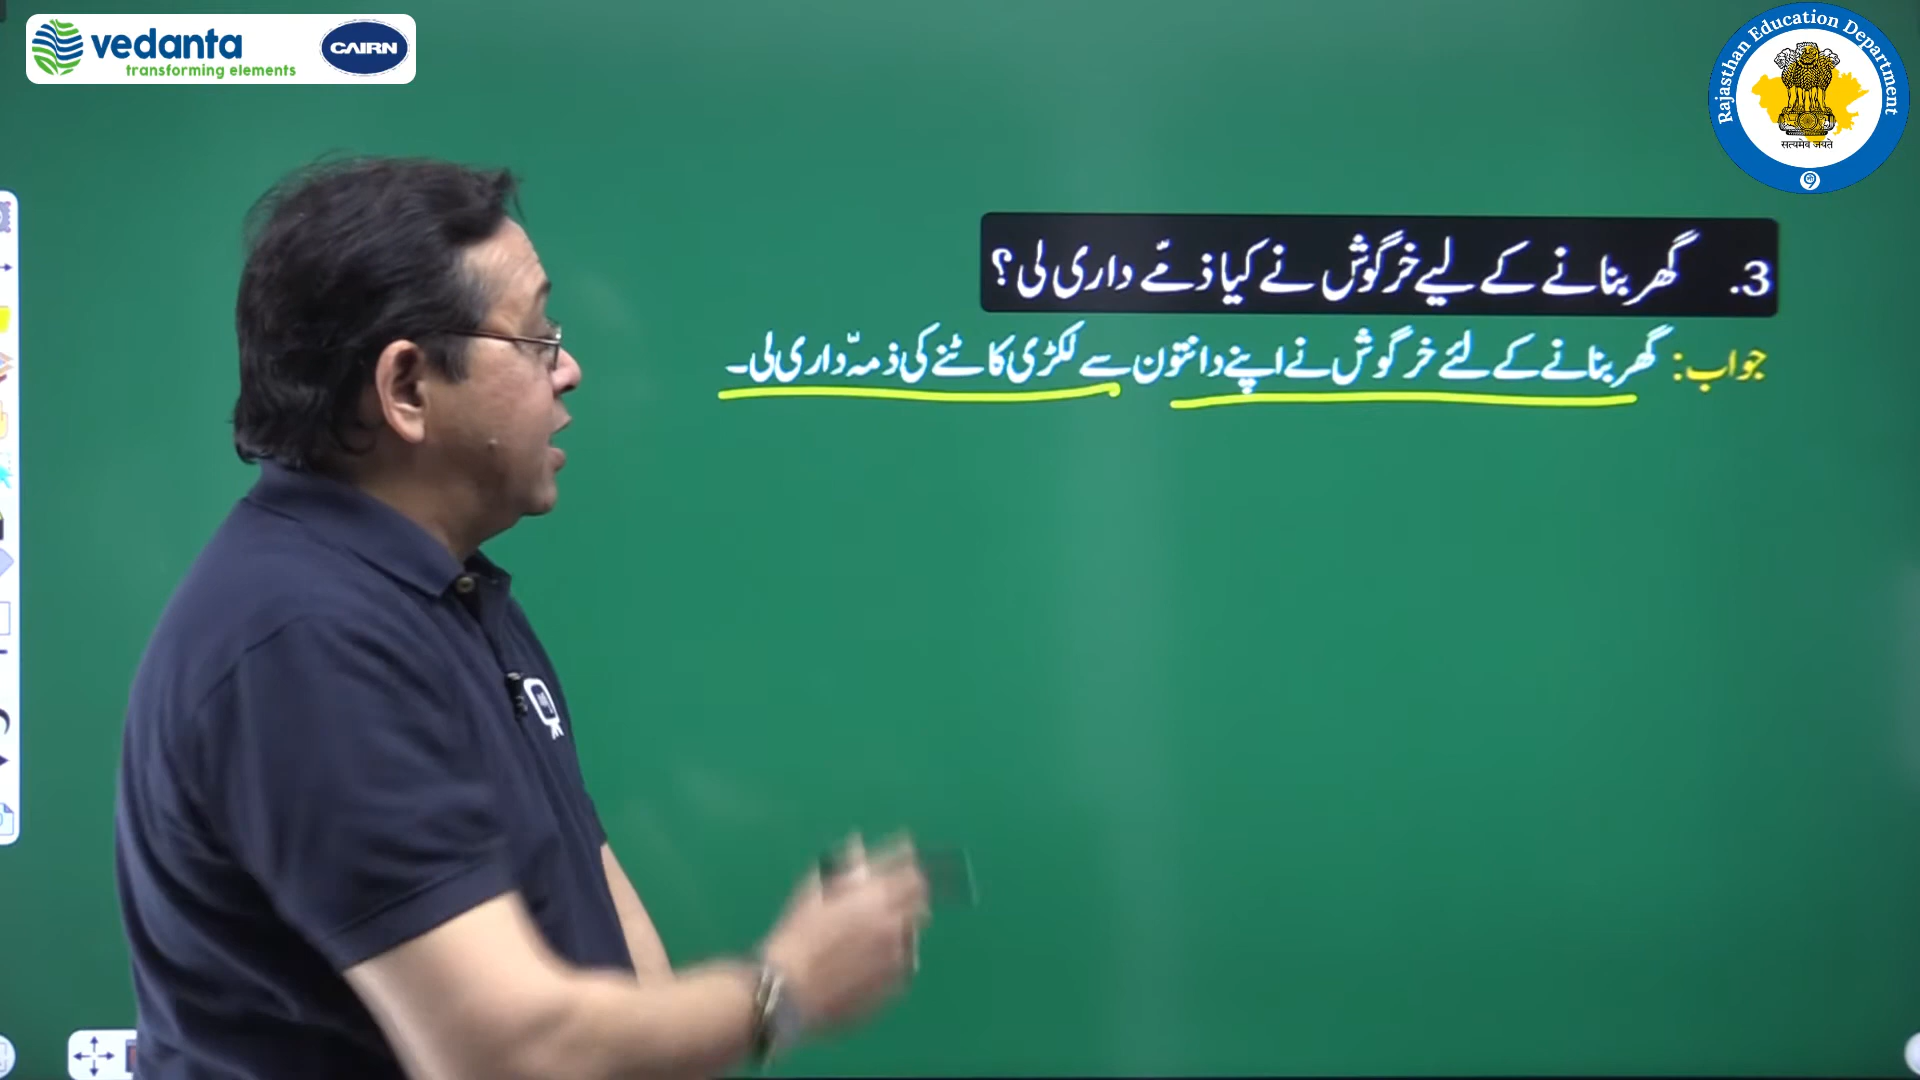 vedanta
transforming elements
CAIRN
Rajasthan Education Department
सत्यमेव जयते
3. گھر بنانے کے لیے خرگوش نے کیا ذمّے داری لی؟
جواب: گھر بنانے کے لئے خرگوش نے اپنے دانتون سے لکڑی کاٹنے کی ذمہّ داری لی۔